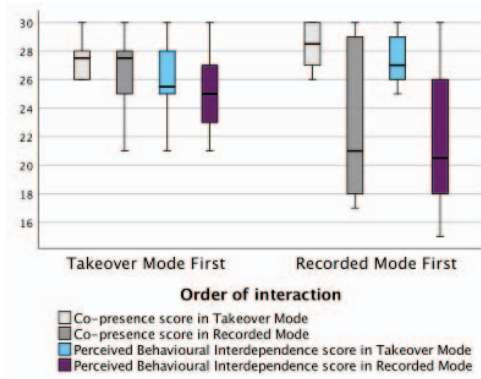 30
28
26
24
22
20
18
16
Takeover Mode First Recorded Mode First
Order of interaction
Co-presence score in Takeover Mode
Co-presence score in Recorded Mode
Perceived Behavioural Interdependence score in Takeover Mode
Perceived Behavioural Interdependence score in Recorded Mode